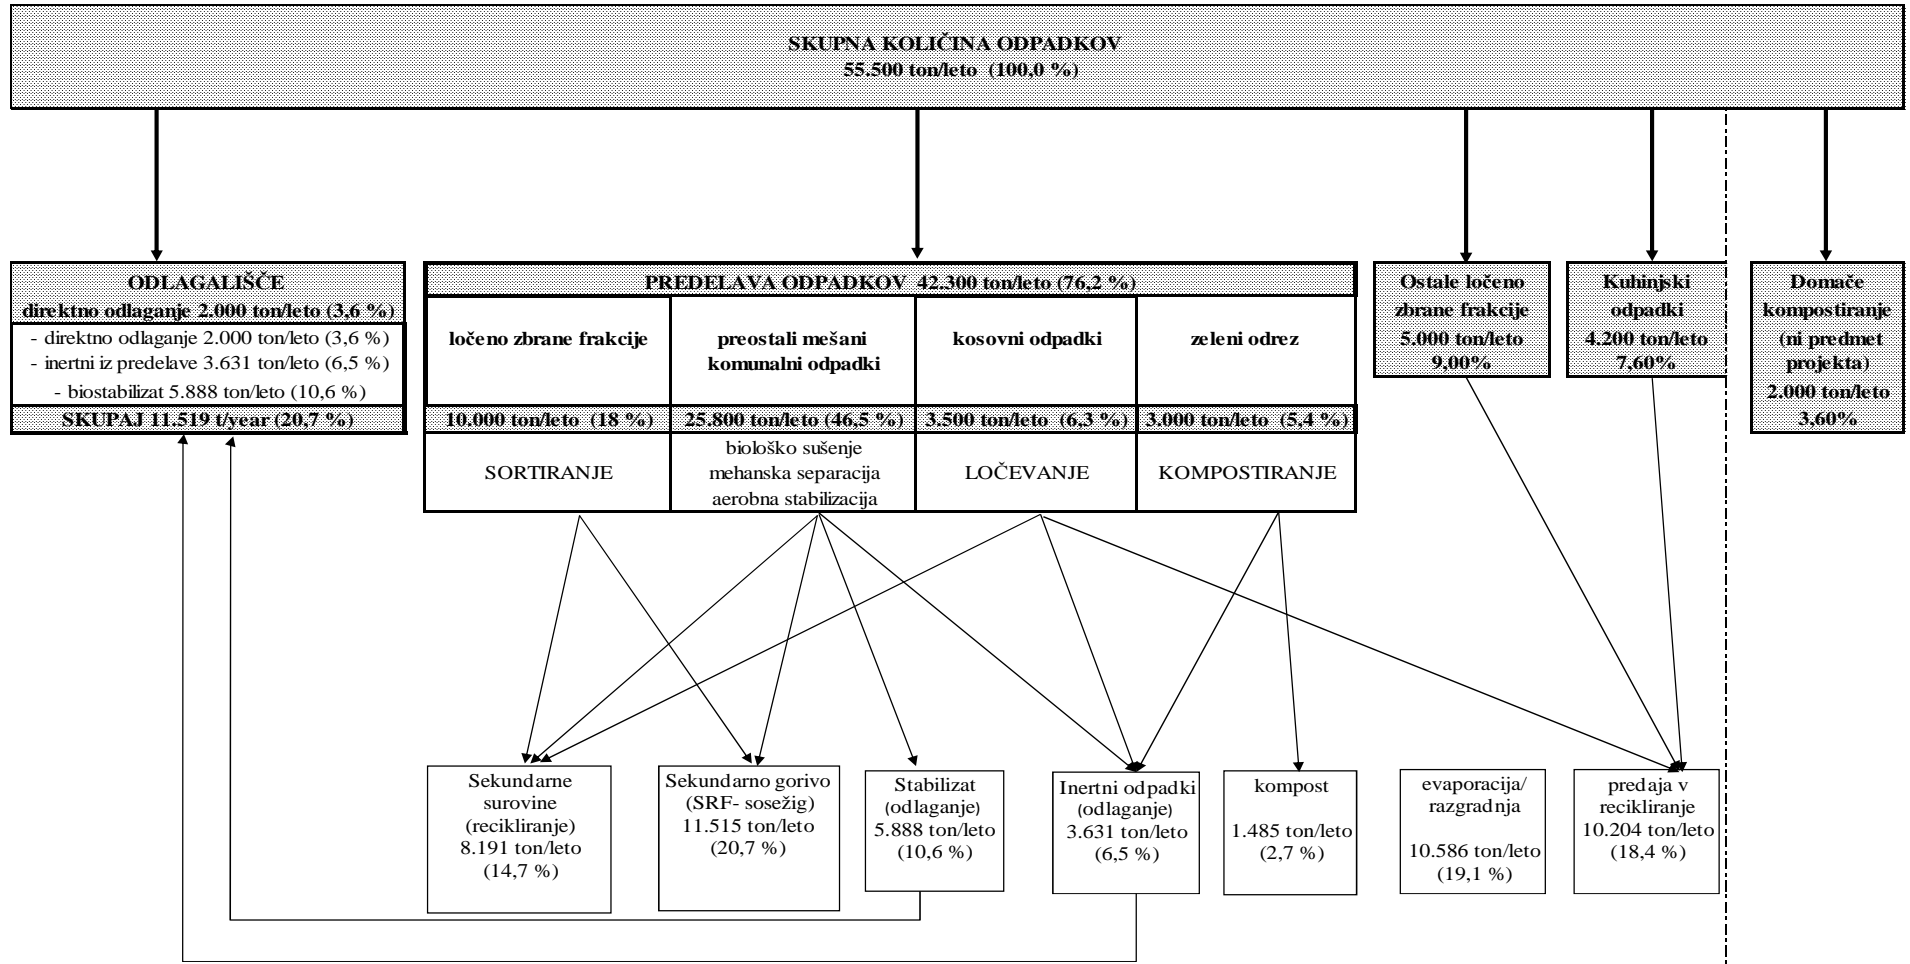 SKUPNA KOLIČINA ODPADKOV
55.500 ton/leto (100,0 %)
ODLAGALIŠČE
direktno odlaganje 2.000 ton/leto (3,6 %)
- direktno odlaganje 2.000 ton/leto (3,6 %)
- inertni iz predelave 3.631 ton/leto (6,5 %)
- biostabilizat 5.888 ton/leto (10,6 %)
SKUPAJ 11.519 t/year (20,7 %)
PREDELAVA ODPADKOV 42.300 ton/leto (76,2 %)
ločeno zbrane frakcije
10.000 ton/leto (18 %)
SORTIRANJE
preostali mešani
komunalni odpadki
25.800 ton/leto (46,5 %)
biološko sušenje
mehanska separacija
aerobna stabilizacija
kosovni odpadki
3.500 ton/leto (6,3 %)
LOČEVANJE
zeleni odrez
3.000 ton/leto (5,4 %)
KOMPOSTIRANJE
Ostale ločeno
zbrane frakcije
5.000 ton/leto
9,00%
Kuhinjski
odpadki
4.200 ton/leto
7,60%
Domače
kompostiranje
(ni predmet
projekta)
2.000 ton/leto
3,60%
Sekundarne
surovine
(recikliranje)
8.191 ton/leto
(14,7 %)
Sekundarno gorivo
(SRF- sosežig)
11.515 ton/leto
(20,7 %)
Stabilizat
(odlaganje)
5.888 ton/leto
(10,6 %)
Inertni odpadki
(odlaganje)
3.631 ton/leto
(6,5 %)
kompost
1.485 ton/leto
(2,7 %)
evaporacija/
razgradnja
10.586 ton/leto
(19,1 %)
predaja v
recikliranje
10.204 ton/leto
(18,4 %)